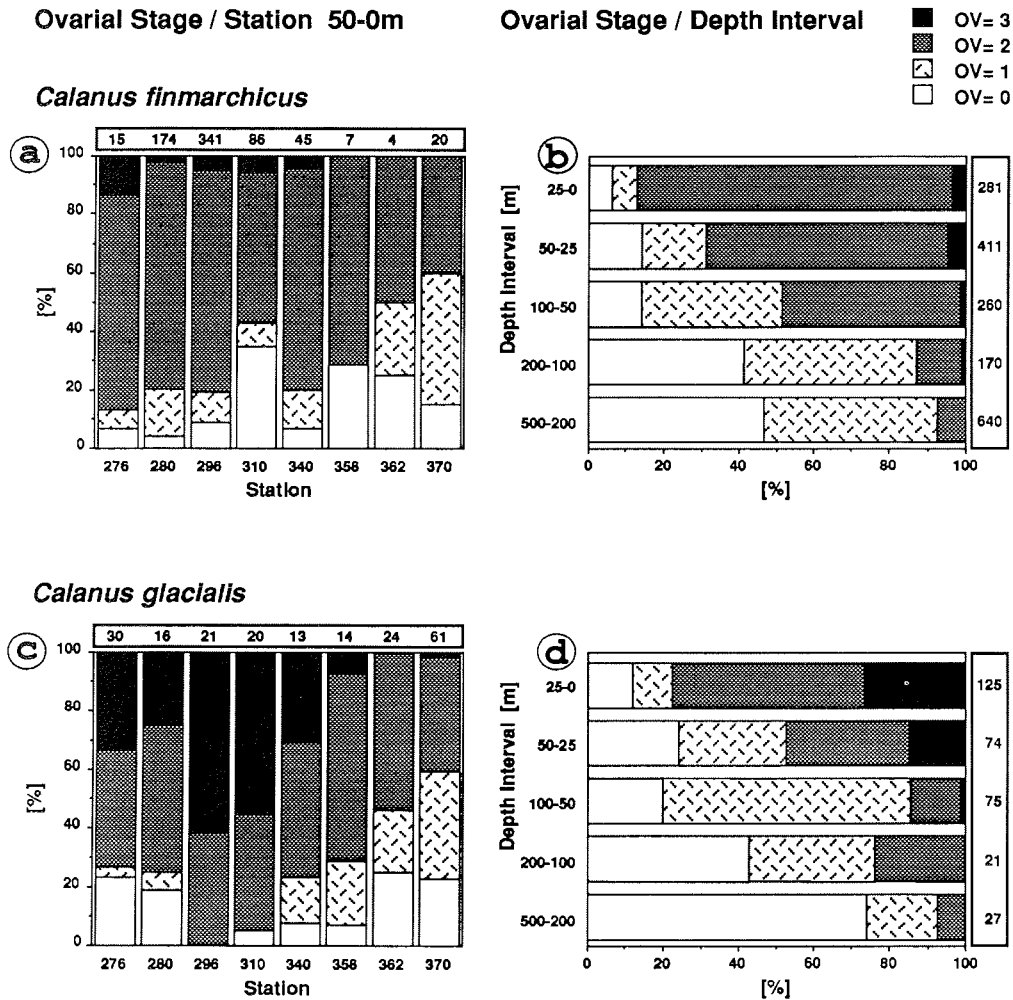 Ovarial Stage / Station 50-0m
Ovarial Stage / Depth Interval
OV= 3
OV= 2
OV= 1
OV= 0
Calanus finmarchicus
a
15 174 341 86 45 7 4 20
100
80
60
40
20
0
[%]
276 280 296 310 340 358 362 370
Station
b
Depth Interval [m]
25-0
50-25
100-50
200-100
500-200
281
411
260
170
640
0 20 40 60 80 100
[%]
Calanus glacialis
c
30 16 21 20 13 14 24 61
100
80
60
40
20
0
[%]
276 280 296 310 340 358 362 370
Station
d
Depth Interval [m]
25-0
50-25
100-50
200-100
500-200
125
74
75
21
27
0 20 40 60 80 100
[%]